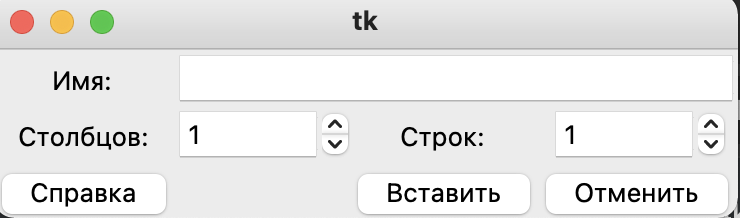 tk
Имя:
Столбцов: 1 Строк: 1
Справка Вставить Отменить